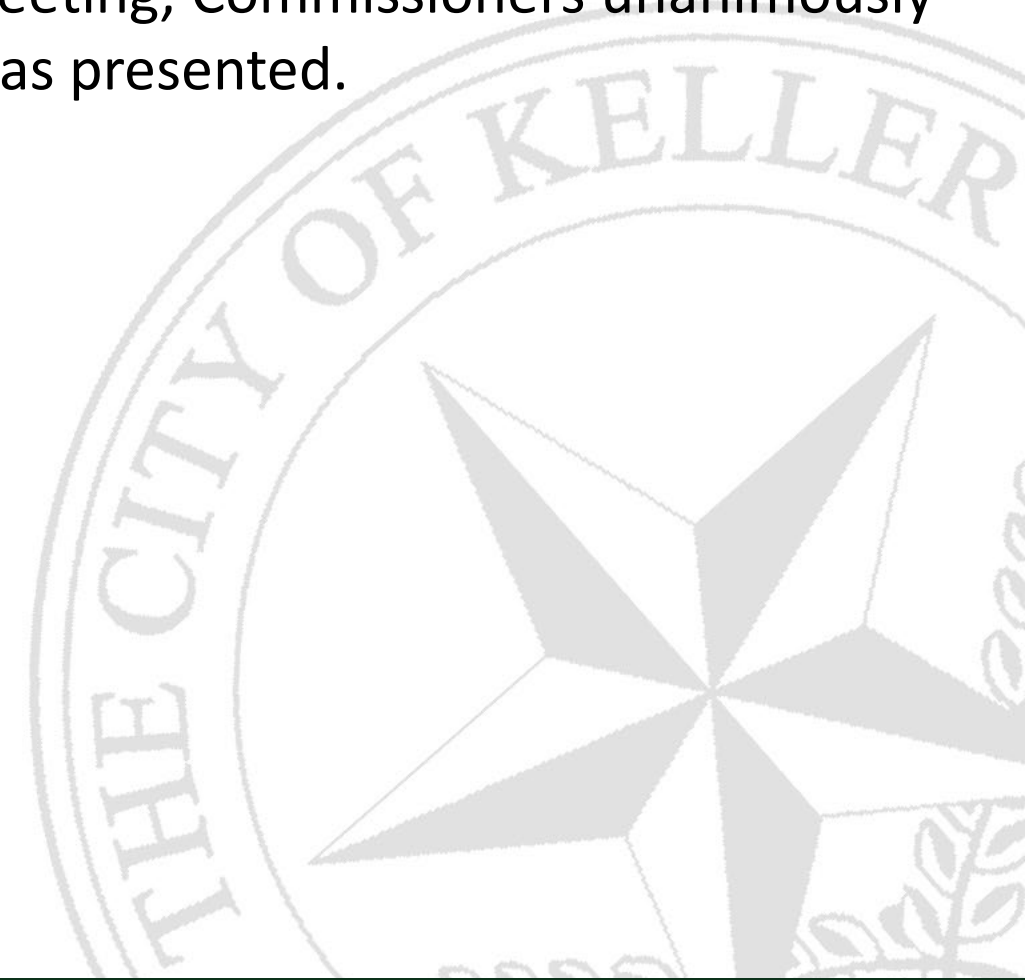 eeting, Commissioners unanimously
as presented.
THE CITY OF KELLER